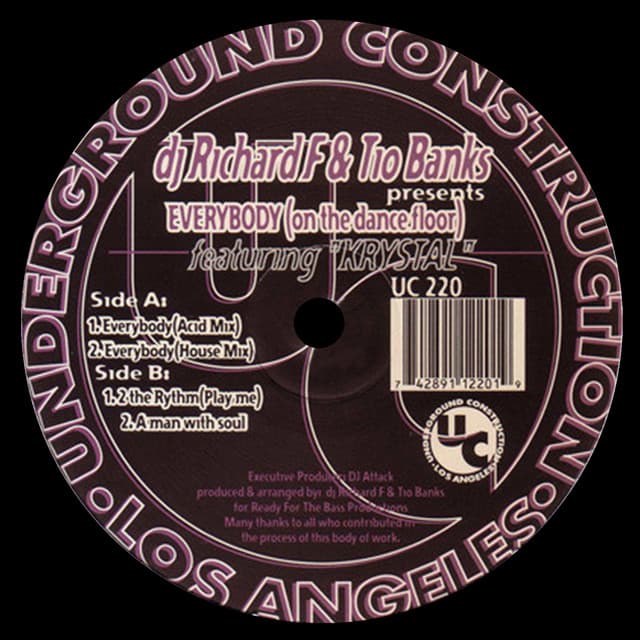 UNDERGROUND CONSTRUCTION
• LOS ANGELES •
dj Richard F & Tio Banks
presents
EVERYBODY (on the dance floor)
featuring "KRYSTAL"
UC 220
Side A:
1. Everybody (Acid Mix)
2. Everybody (House Mix)
Side B:
1. 2 the Rythm (Play me)
2. A man with soul
7 42891 12201 9
UNDERGROUND CONSTRUCTION
UC
• LOS ANGELES •
Executive Producer: DJ Attack
produced & arranged by: dj Richard F & Tio Banks
for Ready For The Bass Productions
Many thanks to all who contributed in
the process of this body of work.